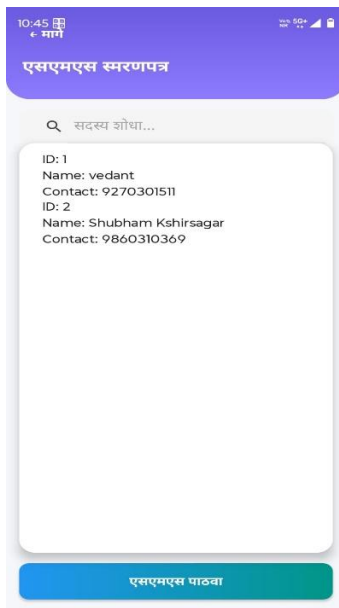 10:45
5G+
← मागे
एसएमएस स्मरणपत्र
सदस्य शोधा...
ID: 1
Name: vedant
Contact: 9270301511
ID: 2
Name: Shubham Kshirsagar
Contact: 9860310369
एसएमएस पाठवा